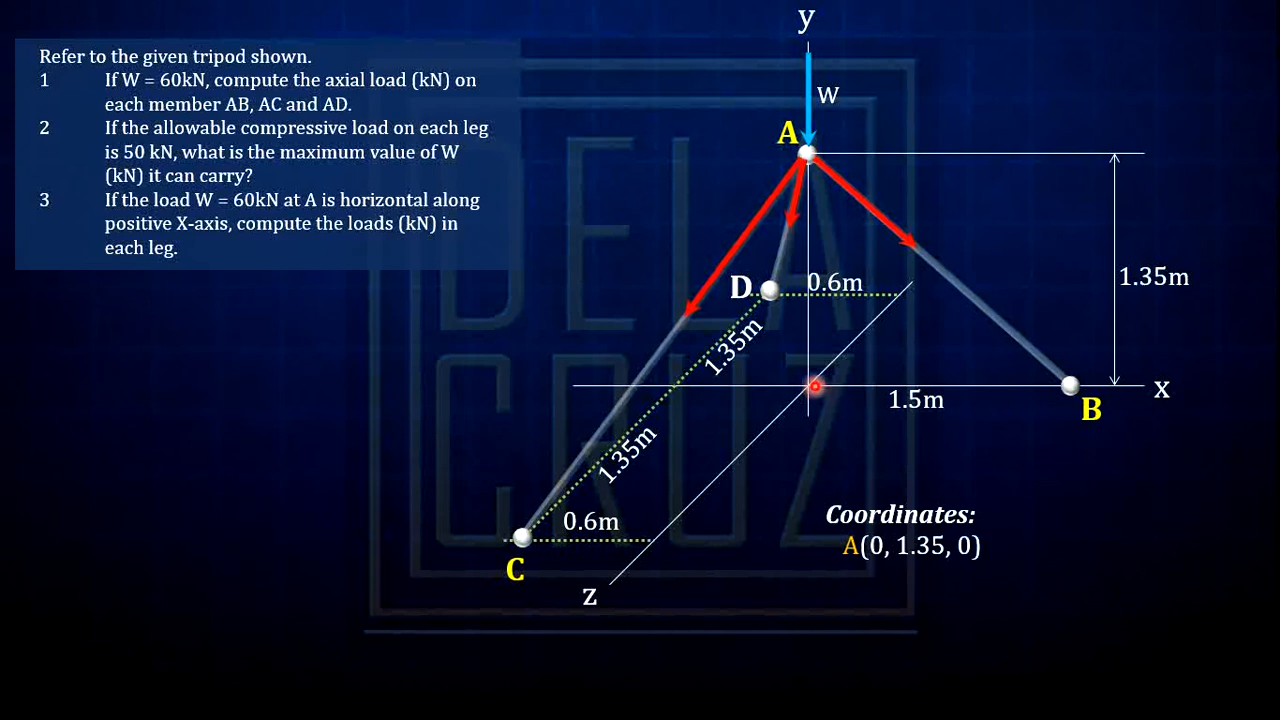 Refer to the given tripod shown.
1 If W = 60kN, compute the axial load (kN) on
each member AB, AC and AD.
2 If the allowable compressive load on each leg
is 50 kN, what is the maximum value of W
(kN) it can carry?
3 If the load W = 60kN at A is horizontal along
positive X-axis, compute the loads (kN) in
each leg.
y
W
A
D
0.6m
1.35m
1.35m
1.5m
x
B
1.35m
0.6m
C
z
Coordinates:
A(0, 1.35, 0)
DELA
CRUZ